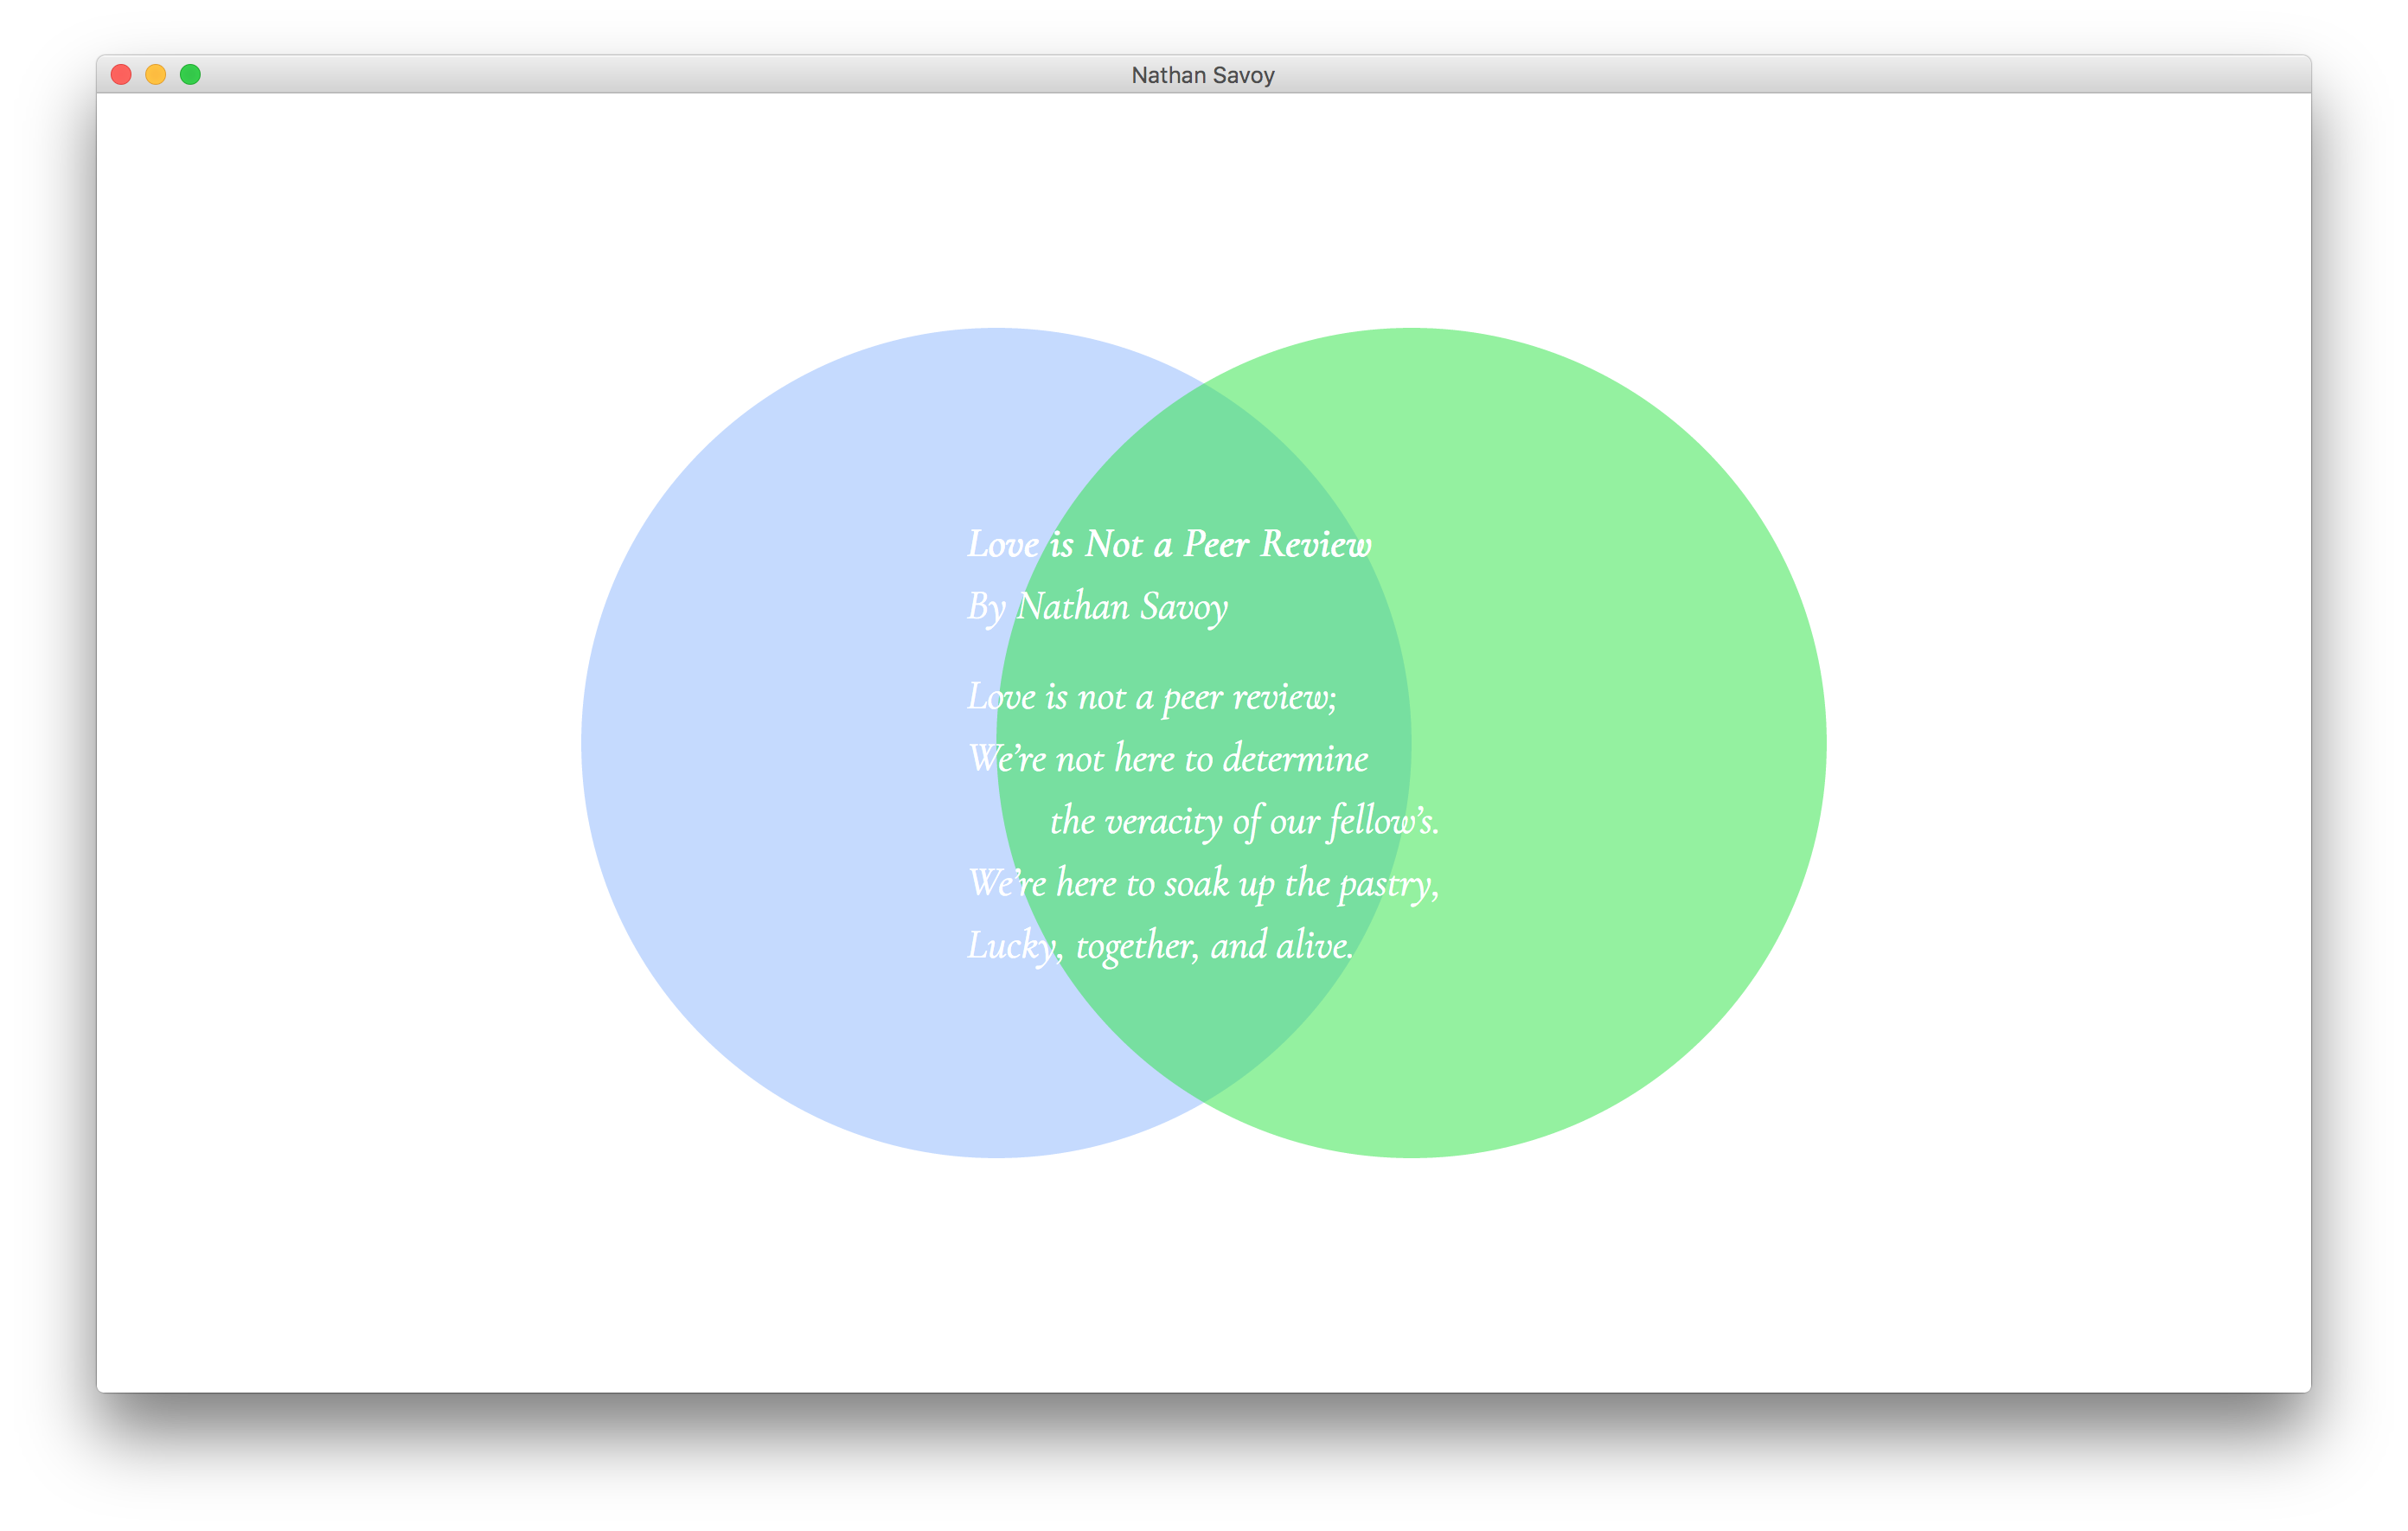 Nathan Savoy
Love is Not a Peer Review
By Nathan Savoy
Love is not a peer review;
We’re not here to determine
the veracity of our fellow’s.
We’re here to soak up the pastry,
Lucky, together, and alive.